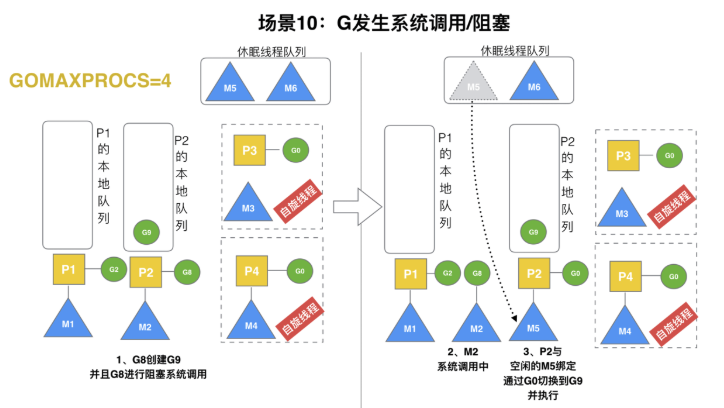 场景10：G发生系统调用/阻塞
GOMAXPROCS=4
休眠线程队列
M5
M6
P1的本地队列
P2的本地队列
G9
P3
G0
M3
自旋线程
P1
G2
P2
G8
M1
M2
P4
G0
M4
自旋线程
1、G8创建G9
并且G8进行阻塞系统调用
休眠线程队列
M5
M6
P1的本地队列
P2的本地队列
G9
P3
G0
M3
自旋线程
P1
G2
G8
P2
G0
M1
M2
M5
P4
G0
M4
自旋线程
2、M2
系统调用中
3、P2与
空闲的M5绑定
通过G0切换到G9
并执行